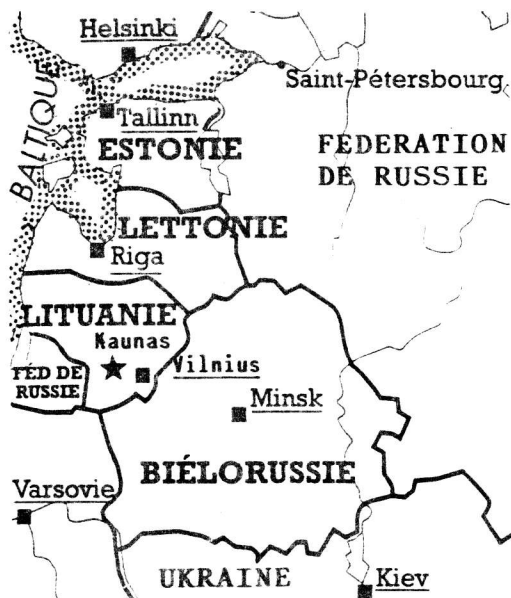 Helsinki
Saint-Pétersbourg
BALTIQUE
Tallinn
ESTONIE
FEDERATION
DE RUSSIE
LETTONIE
Riga
LITUANIE
Kaunas
FÉD DE
RUSSIE
Vilnius
Minsk
BIÉLORUSSIE
Varsovie
UKRAINE
Kiev